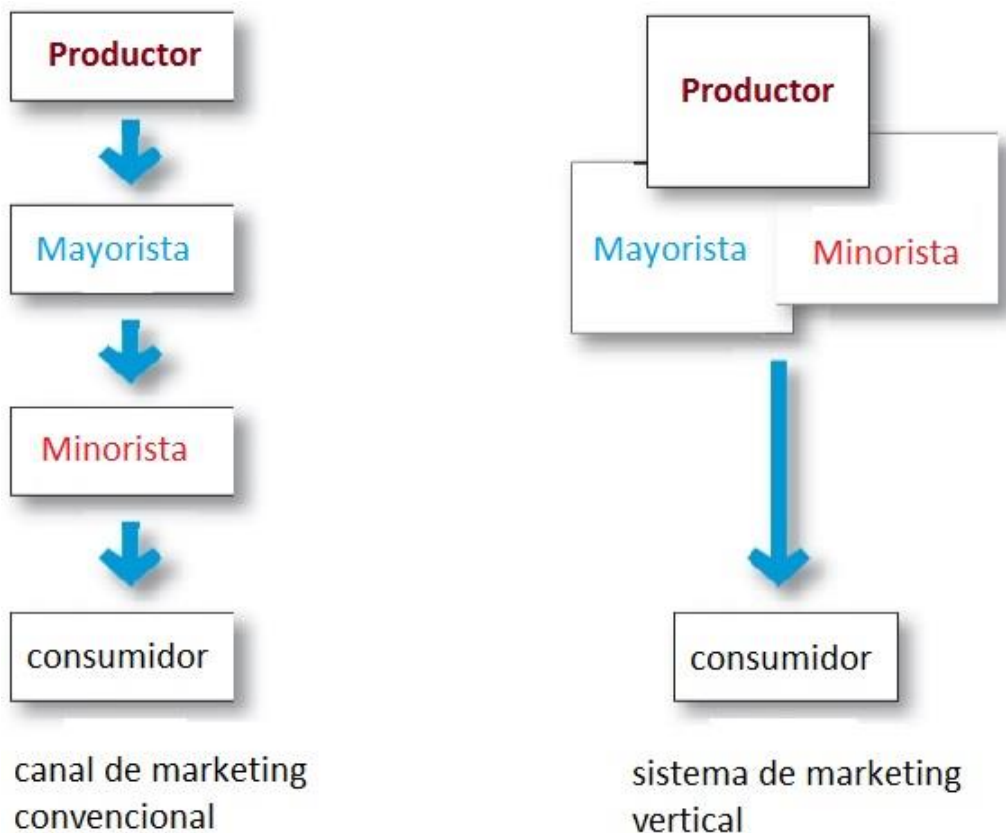 Productor
Mayorista
Minorista
consumidor
canal de marketing
convencional
Productor
Mayorista
Minorista
consumidor
sistema de marketing
vertical